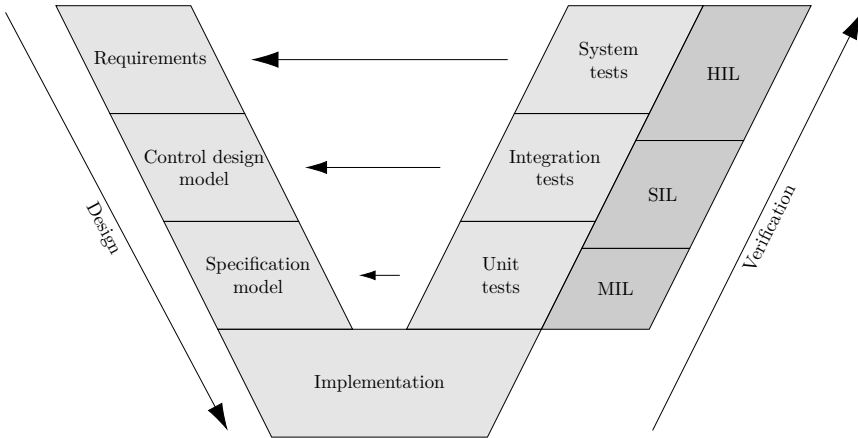 Requirements
System
tests
HIL
Control design
model
Integration
tests
SIL
Design
Verification
Specification
model
Unit
tests
MIL
Implementation